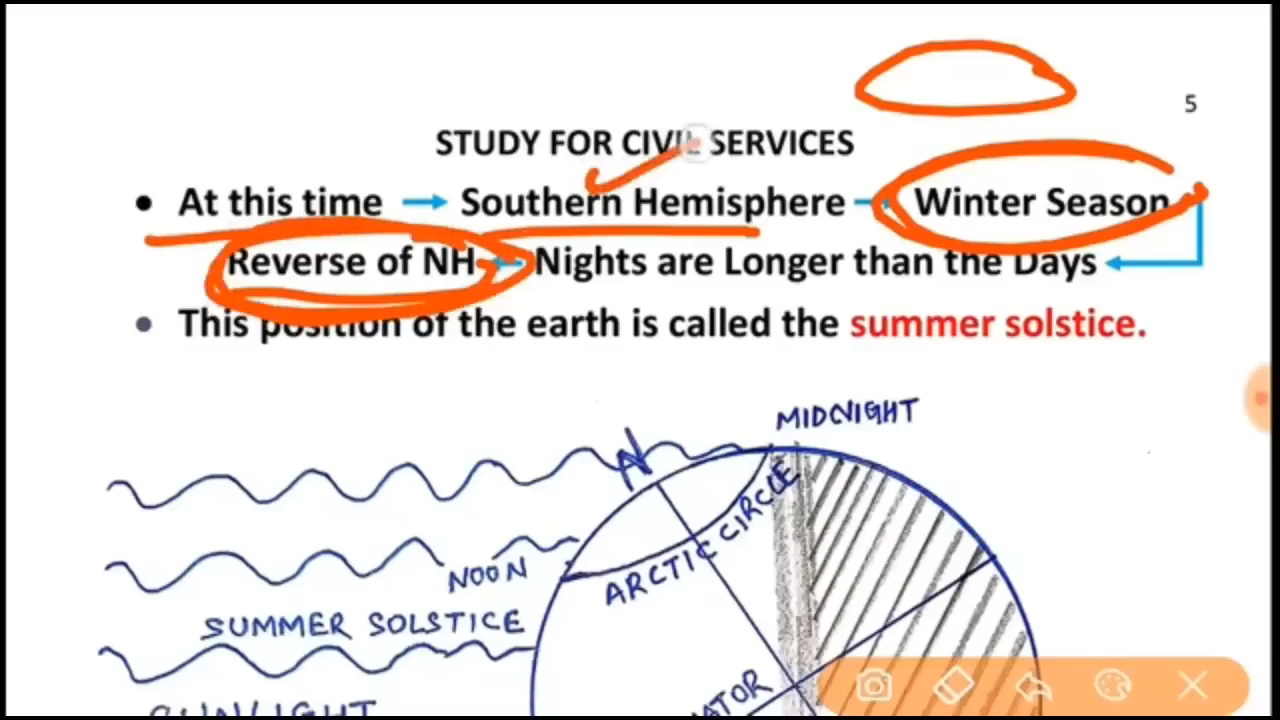 5
STUDY FOR CIVIL SERVICES
• At this time → Southern Hemisphere → Winter Season
Reverse of NH ← Nights are Longer than the Days
• This position of the earth is called the summer solstice.
MIDNIGHT
N
ARCTIC CIRCLE
NOON
SUMMER SOLSTICE
SUNLIGHT